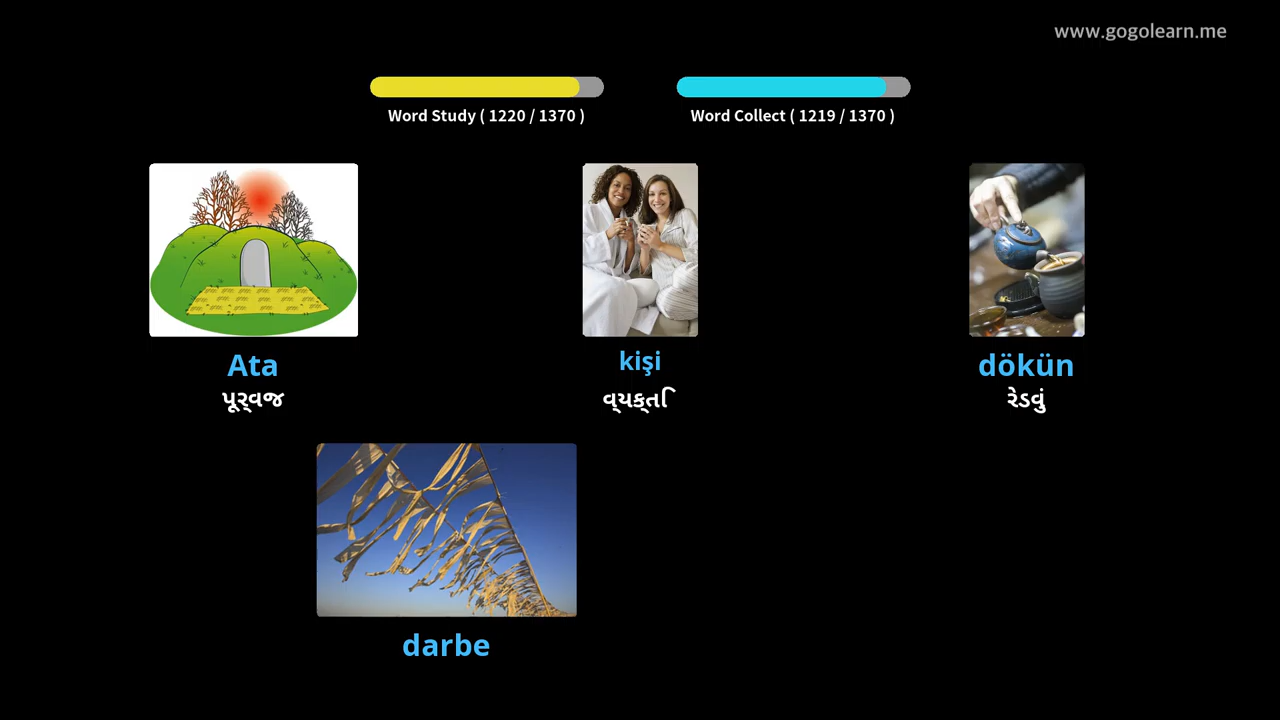 www.gogolearn.me
Word Study ( 1220 / 1370 )
Word Collect ( 1219 / 1370 )
Ata
પૂર્વજ
kişi
વ્યક્તિ
dökün
રેડવું
darbe